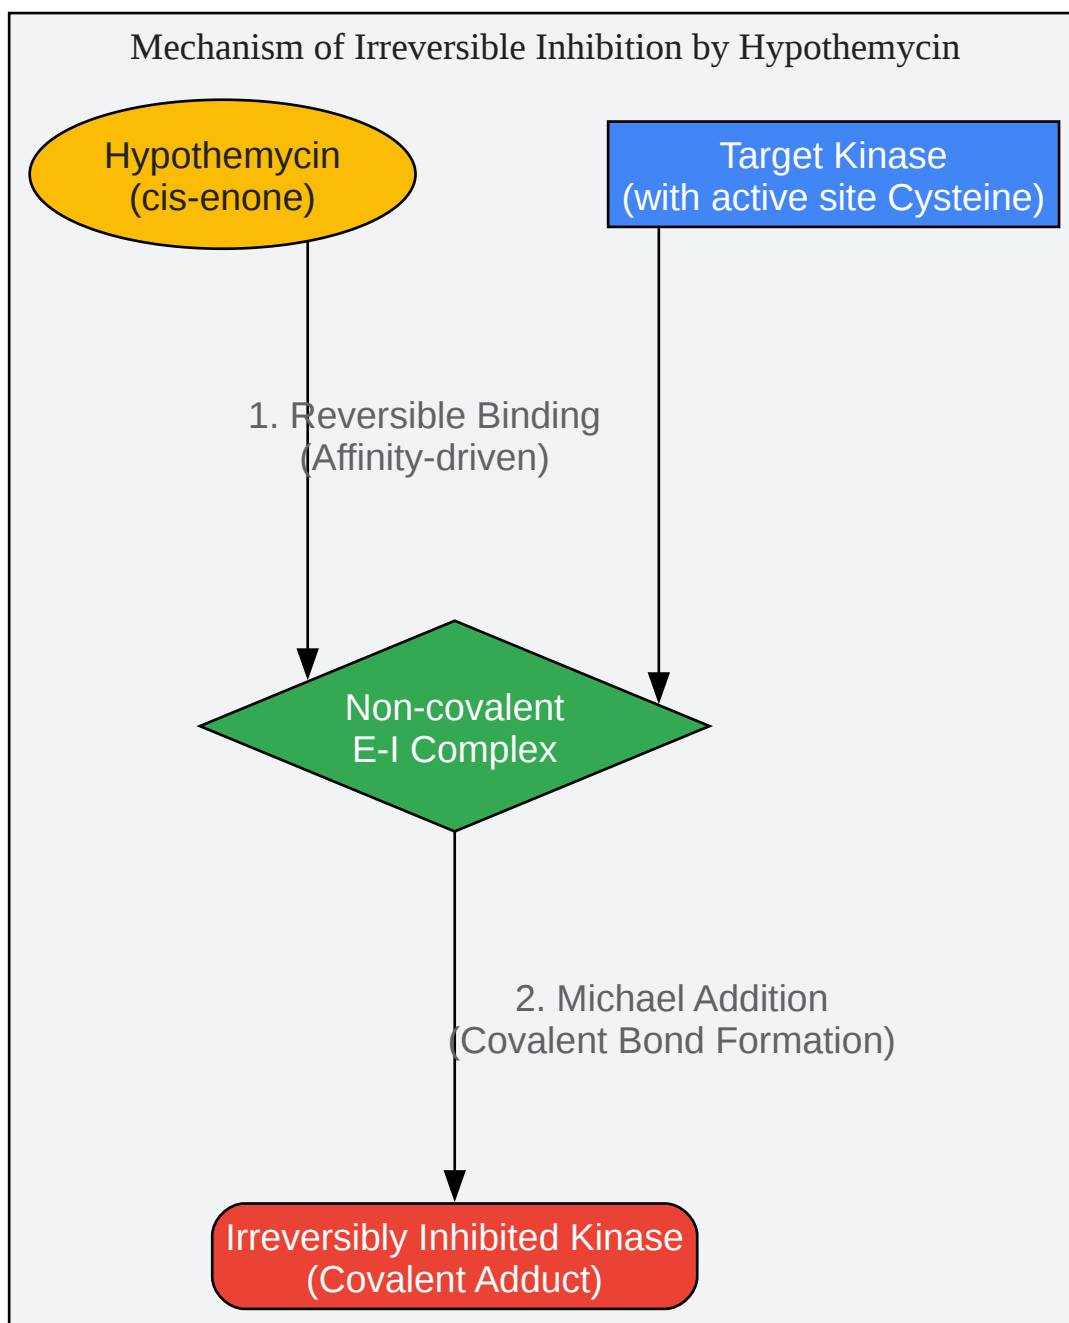 Mechanism of Irreversible Inhibition by Hypothemycin
Hypothemycin
(cis-enone)
Target Kinase
(with active site Cysteine)
1. Reversible Binding
(Affinity-driven)
Non-covalent
E-I Complex
2. Michael Addition
(Covalent Bond Formation)
Irreversibly Inhibited Kinase
(Covalent Adduct)